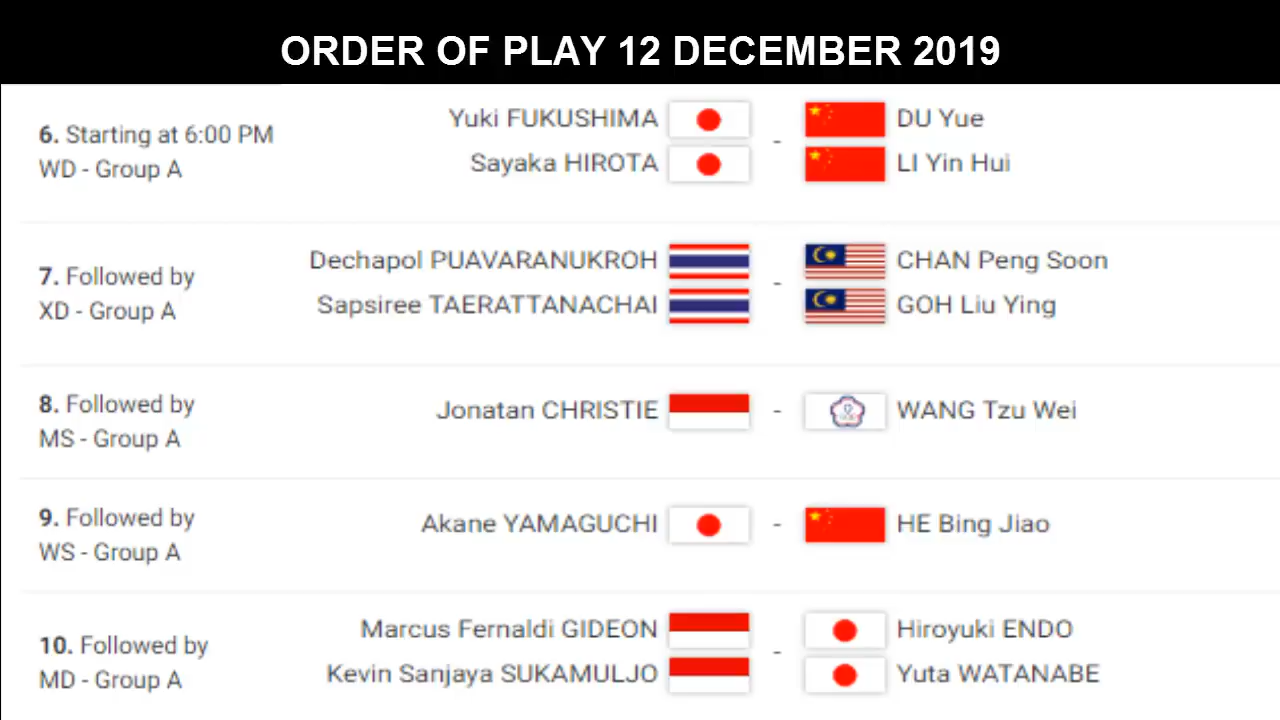 ORDER OF PLAY 12 DECEMBER 2019
6. Starting at 6:00 PM
WD - Group A
Yuki FUKUSHIMA - DU Yue
Sayaka HIROTA LI Yin Hui
7. Followed by
XD - Group A
Dechapol PUAVARANUKROH - CHAN Peng Soon
Sapsiree TAERATTANACHAI GOH Liu Ying
8. Followed by
MS - Group A
Jonatan CHRISTIE - WANG Tzu Wei
9. Followed by
WS - Group A
Akane YAMAGUCHI - HE Bing Jiao
10. Followed by
MD - Group A
Marcus Fernaldi GIDEON - Hiroyuki ENDO
Kevin Sanjaya SUKAMULJO Yuta WATANABE